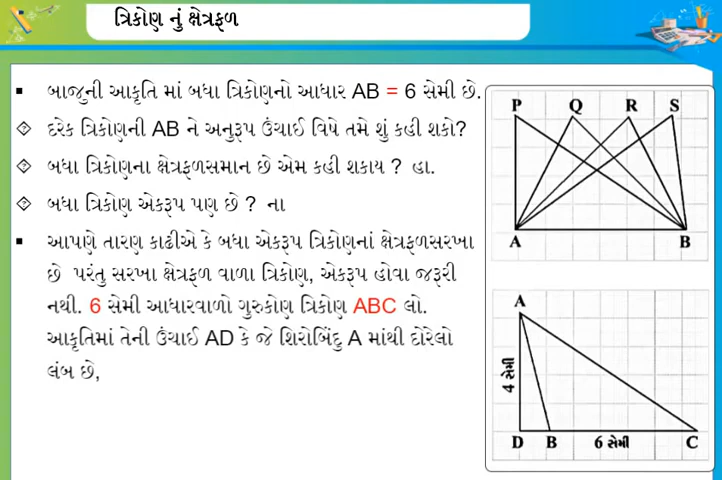 ત્રિકોણ નું ક્ષેત્રફળ
▪ બાજુની આકૃતિ માં બધા ત્રિકોણનો આધાર AB = 6 સેમી છે.
દરેક ત્રિકોણની AB ને અનુરૂપ ઉંચાઈ વિષે તમે શું કહી શકો?
બધા ત્રિકોણના ક્ષેત્રફળસમાન છે એમ કહી શકાય ? હા.
બધા ત્રિકોણ એકરૂપ પણ છે ? ના
▪ આપણે તારણ કાઢીએ કે બધા એકરૂપ ત્રિકોણનાં ક્ષેત્રફળસરખા
છે પરંતુ સરખા ક્ષેત્રફળ વાળા ત્રિકોણ, એકરૂપ હોવા જરૂરી
નથી. 6 સેમી આધારવાળો ગુરુકોણ ત્રિકોણ ABC લો.
આકૃતિમાં તેની ઉંચાઈ AD કે જે શિરોબિંદુ A માંથી દોરેલો
લંબ છે,
P Q R S
A B
A
4 સેમી
D B 6 સેમી C